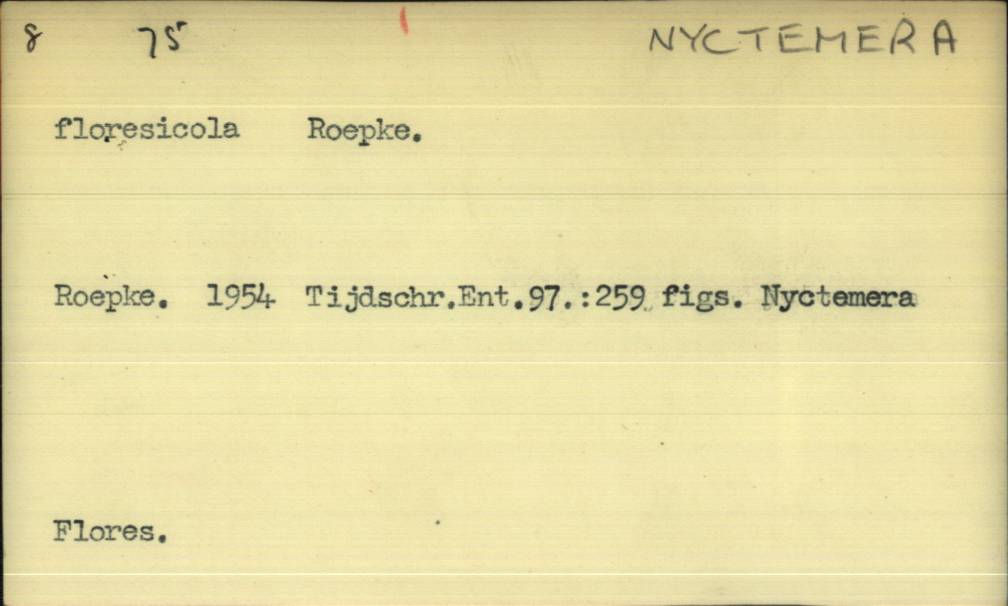 8 75 NYCTEMERA
floresicola Roepke.
Roepke. 1954 Tijdschr.Ent.97.:259 figs. Nyctemera
Flores.